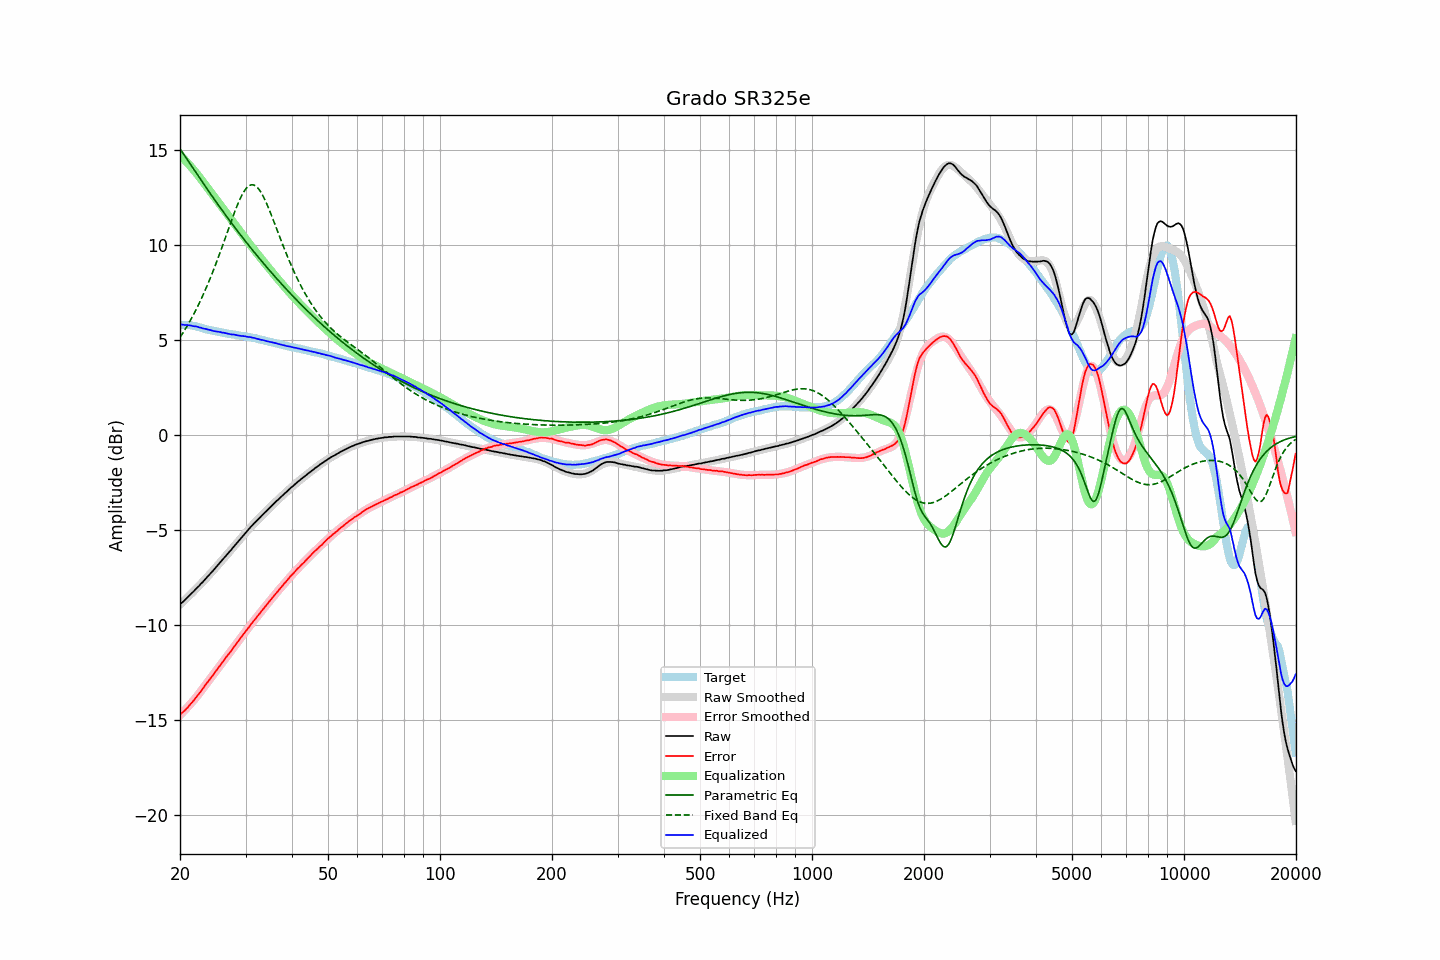 Grado SR325e
Amplitude (dBr)
15
10
5
0
−5
−10
−15
−20
Target
Raw Smoothed
Error Smoothed
Raw
Error
Equalization
Parametric Eq
Fixed Band Eq
Equalized
20 50 100 200 500 1000 2000 5000 10000 20000
Frequency (Hz)